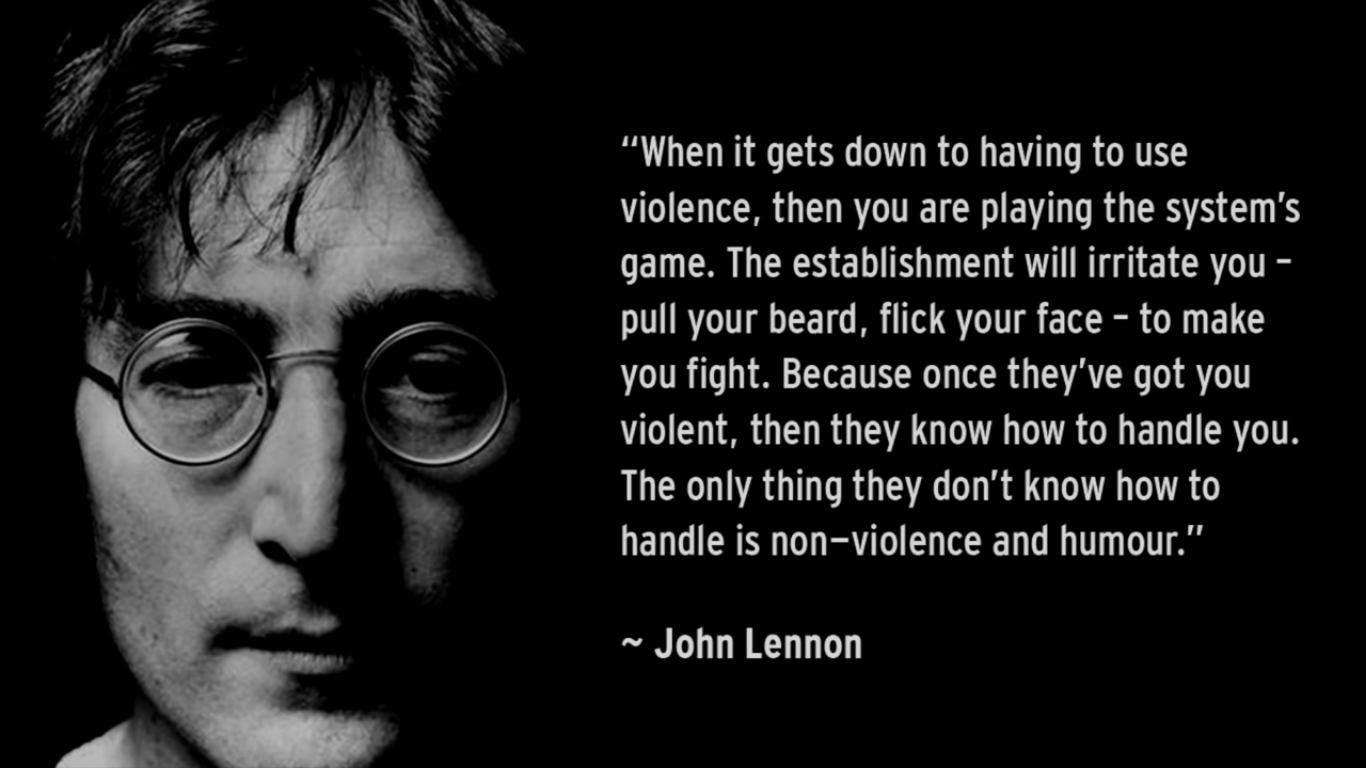 “When it gets down to having to use
violence, then you are playing the system’s
game. The establishment will irritate you –
pull your beard, flick your face – to make
you fight. Because once they’ve got you
violent, then they know how to handle you.
The only thing they don’t know how to
handle is non–violence and humour.”
~ John Lennon